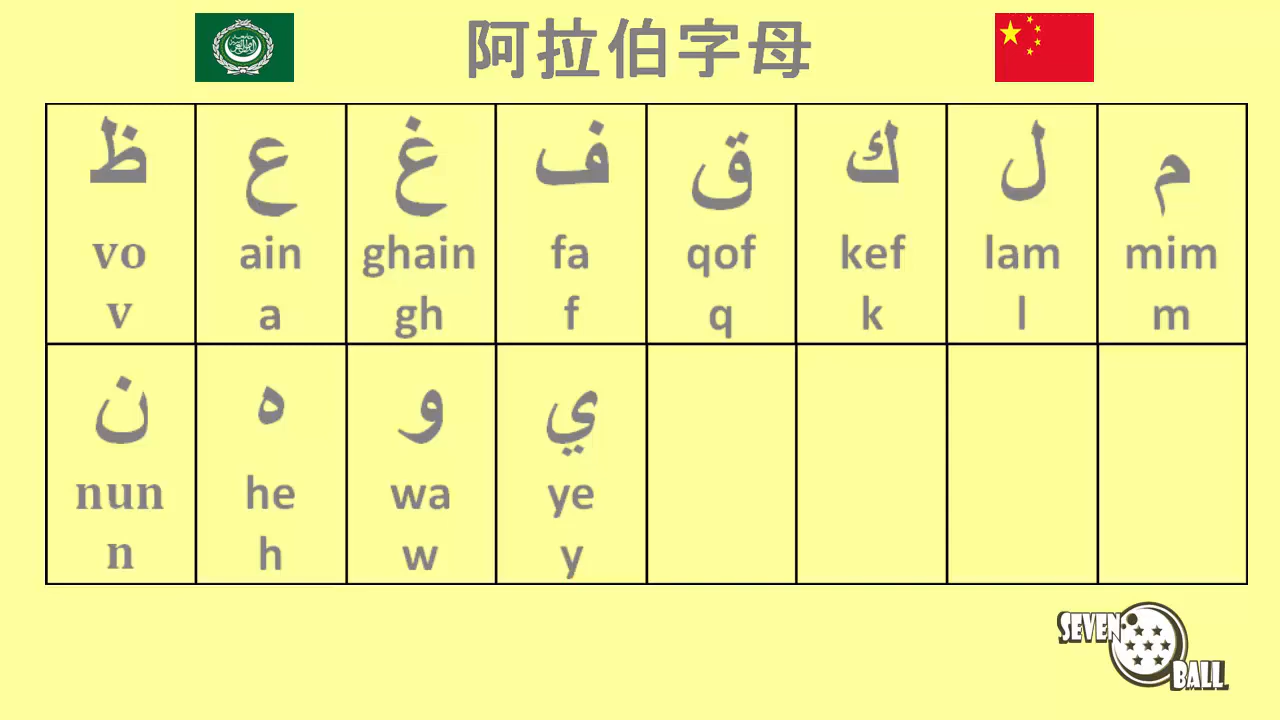 阿拉伯字母
ظ ع غ ف ق ك ل م
vo ain ghain fa qof kef lam mim
v a gh f q k l m
ن ه و ي
nun he wa ye
n h w y
SEVEN
BALL